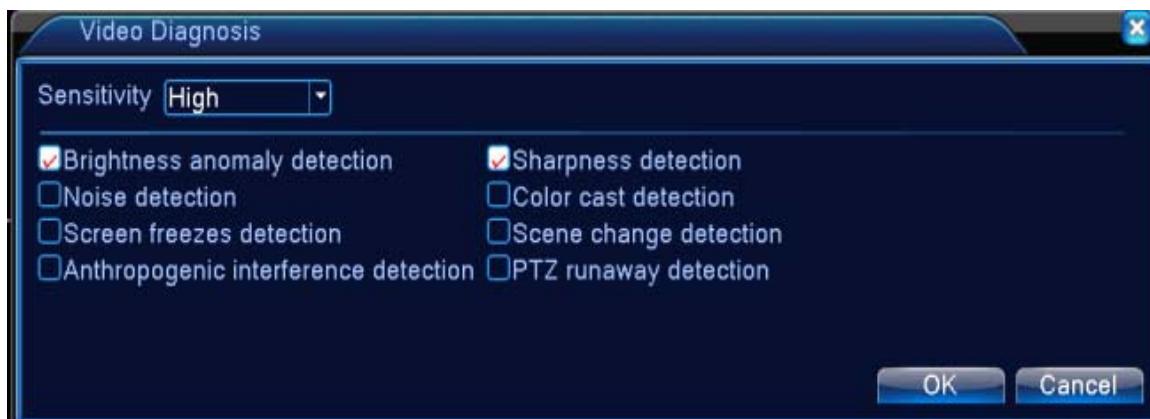 Video Diagnosis
Sensitivity High
Brightness anomaly detection Sharpness detection
Noise detection Color cast detection
Screen freezes detection Scene change detection
Anthropogenic interference detection PTZ runaway detection
OK Cancel